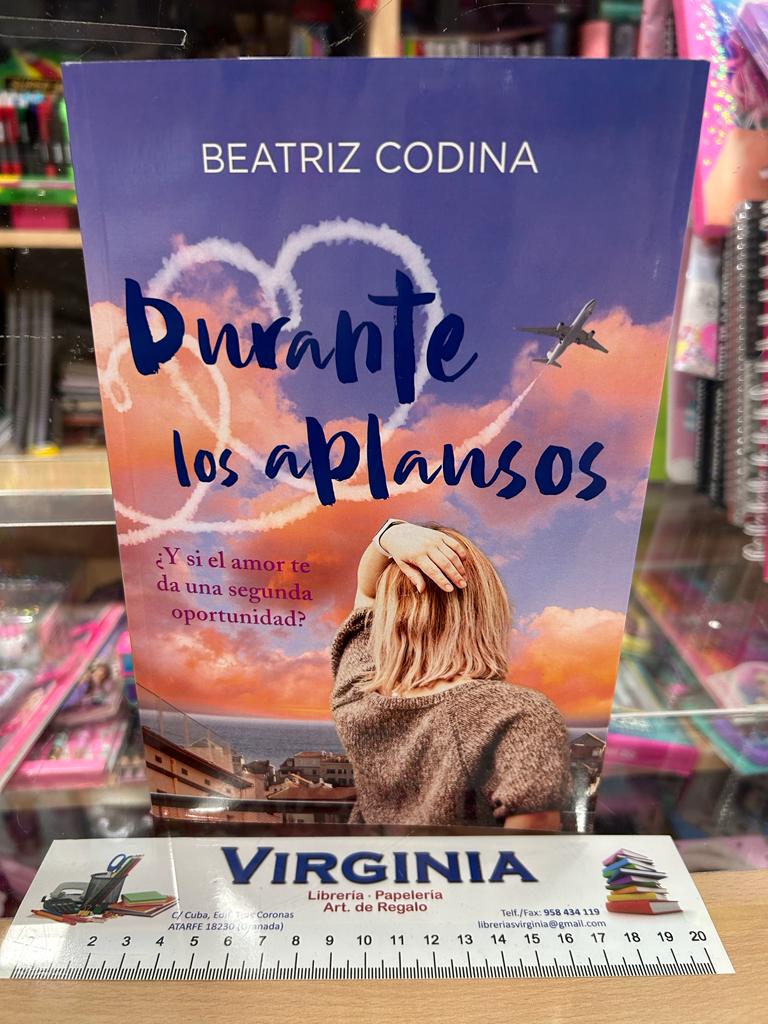 BEATRIZ CODINA
Durante
los aplausos
¿Y si el amor te
da una segunda
oportunidad?
VIRGINIA
Librería · Papelería
Art. de Regalo
C/ Cuba, Edif. Tres Coronas
ATARFE 18230 (Granada)
Telf./Fax: 958 434 119
libreriasvirginia@gmail.com
2 3 4 5 6 7 8 9 10 11 12 13 14 15 16 17 18 19 20